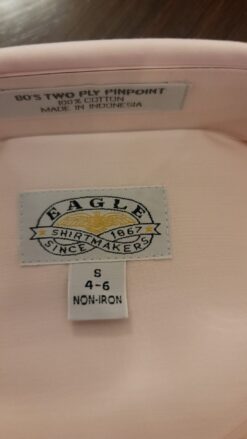 80'S TWO PLY PINPOINT
100% COTTON
MADE IN INDONESIA
EAGLE
SHIRTMAKERS
SINCE 1867
S
4-6
NON-IRON